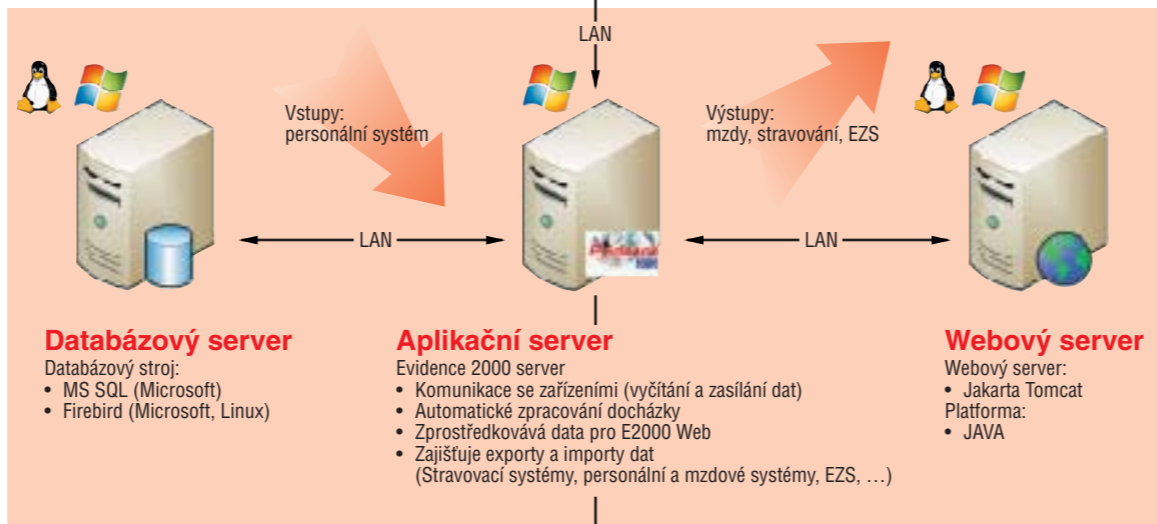 LAN
Vstupy:
personální systém
Výstupy:
mzdy, stravování, EZS
LAN
LAN
Databázový server
Databázový stroj:
• MS SQL (Microsoft)
• Firebird (Microsoft, Linux)
Aplikační server
Evidence 2000 server
• Komunikace se zařízeními (vyčítání a zasílání dat)
• Automatické zpracování docházky
• Zprostředkovává data pro E2000 Web
• Zajišťuje exporty a importy dat
(Stravovací systémy, personální a mzdové systémy, EZS, …)
Webový server
Webový server:
• Jakarta Tomcat
Platforma:
• JAVA